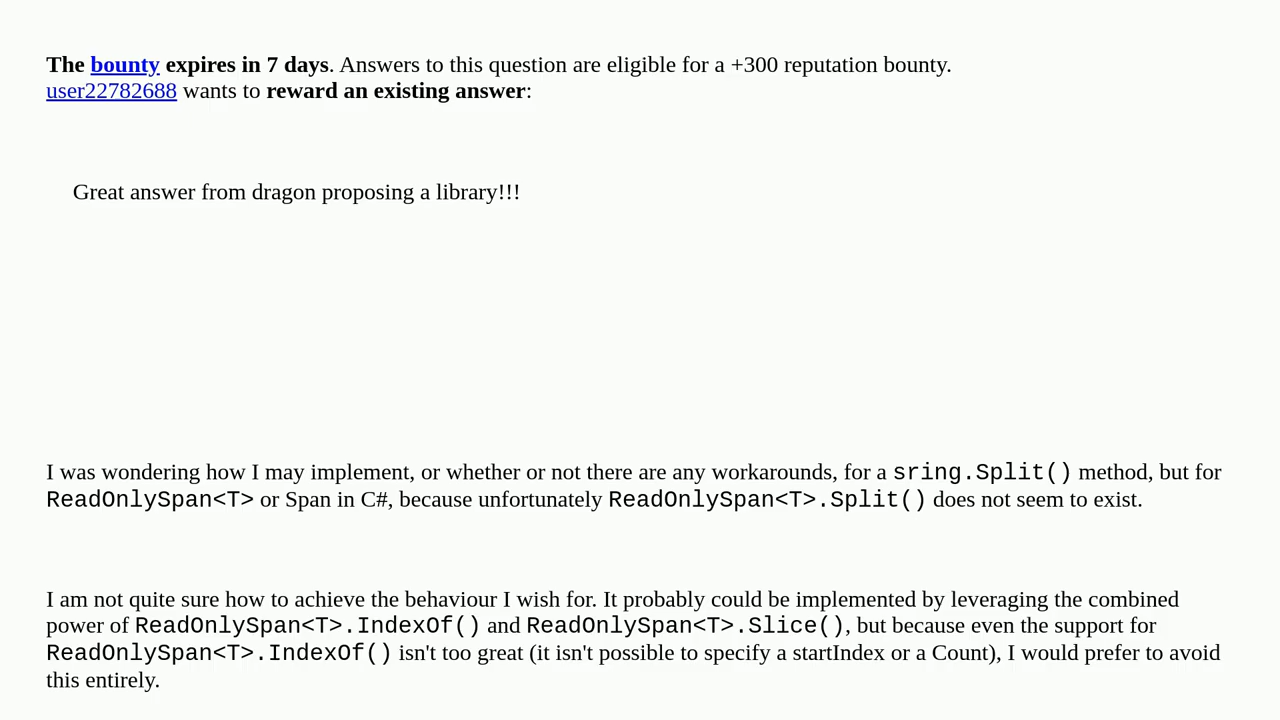 The bounty expires in 7 days. Answers to this question are eligible for a +300 reputation bounty.
user22782688 wants to reward an existing answer:
Great answer from dragon proposing a library!!!
I was wondering how I may implement, or whether or not there are any workarounds, for a sring.Split() method, but for
ReadOnlySpan<T> or Span in C#, because unfortunately ReadOnlySpan<T>.Split() does not seem to exist.
I am not quite sure how to achieve the behaviour I wish for. It probably could be implemented by leveraging the combined
power of ReadOnlySpan<T>.IndexOf() and ReadOnlySpan<T>.Slice(), but because even the support for
ReadOnlySpan<T>.IndexOf() isn't too great (it isn't possible to specify a startIndex or a Count), I would prefer to avoid
this entirely.